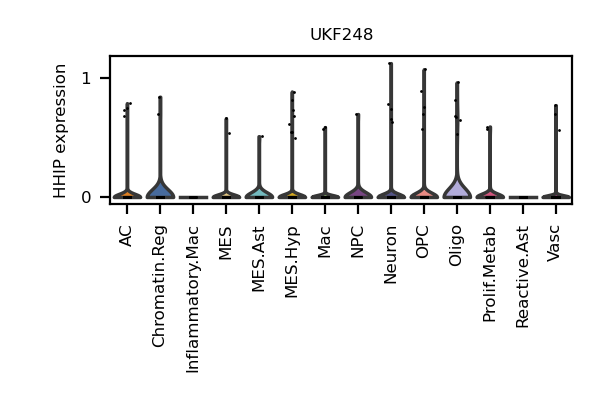 UKF248
HHIP expression
1
0
AC
Chromatin.Reg
Inflammatory.Mac
MES
MES.Ast
MES.Hyp
Mac
NPC
Neuron
OPC
Oligo
Prolif.Metab
Reactive.Ast
Vasc